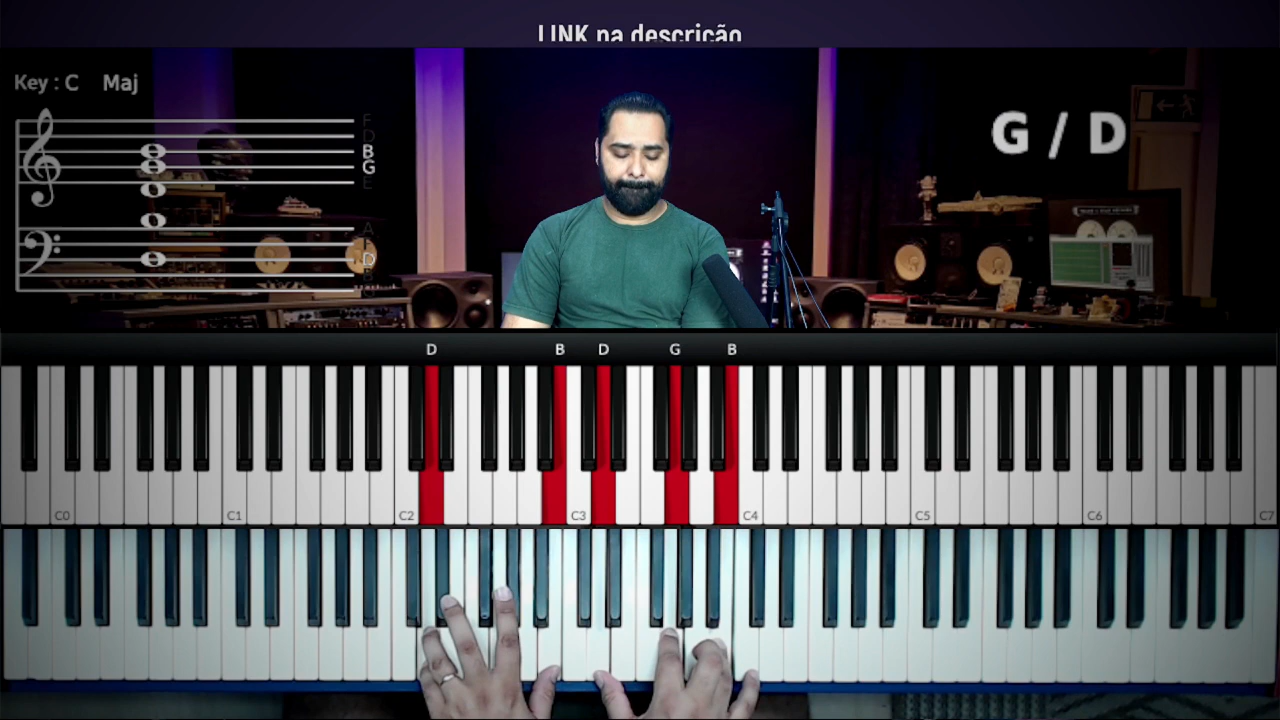 LINK na descrição
Key : C Maj
G / D
F
D
B
G
E
A
F
D
B
G
D B D G B
C0 C1 C2 C3 C4 C5 C6 C7